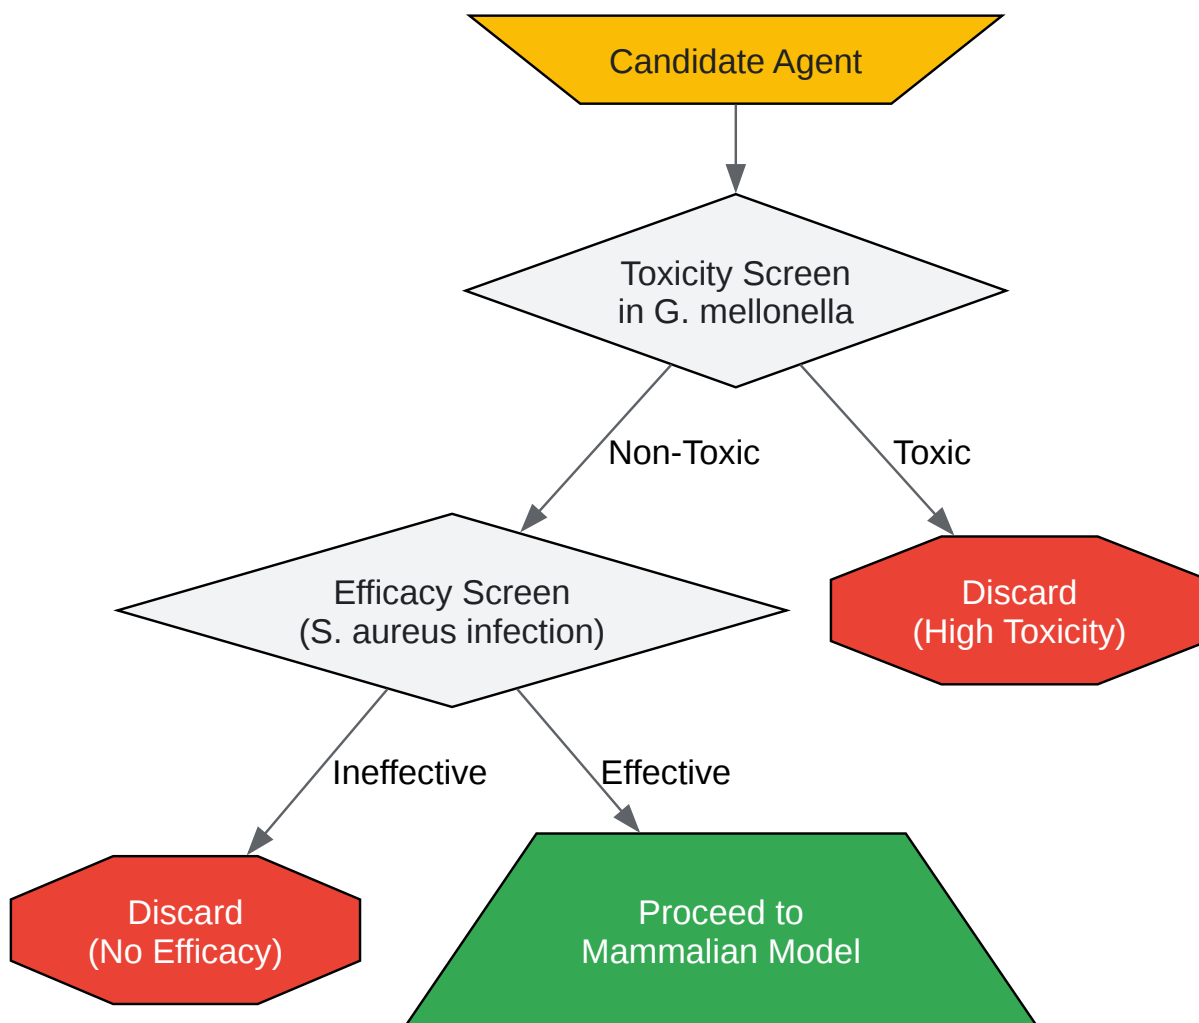 Candidate Agent
Toxicity Screen
in G. mellonella
Non-Toxic
Toxic
Efficacy Screen
(S. aureus infection)
Discard
(High Toxicity)
Ineffective
Effective
Discard
(No Efficacy)
Proceed to
Mammalian Model